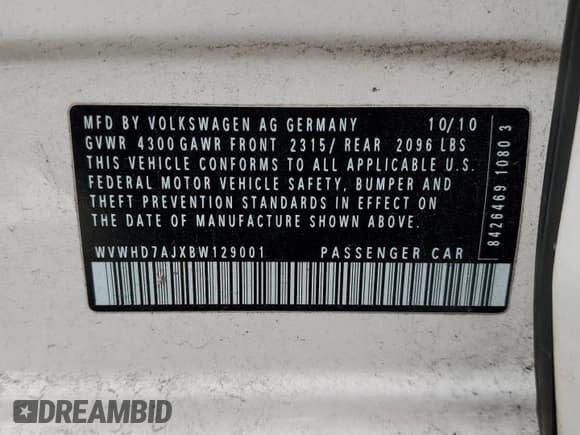 MFD BY VOLKSWAGEN AG GERMANY 10/10
GVWR 4300GAWR FRONT 2315/ REAR 2096 LBS
THIS VEHICLE CONFORMS TO ALL APPLICABLE U.S.
FEDERAL MOTOR VEHICLE SAFETY, BUMPER AND
THEFT PREVENTION STANDARDS IN EFFECT ON
THE DATE OF MANUFACTURE SHOWN ABOVE.
WVWHD7AJXBW129001 PASSENGER CAR
8426469 1080 3
DREAMBID